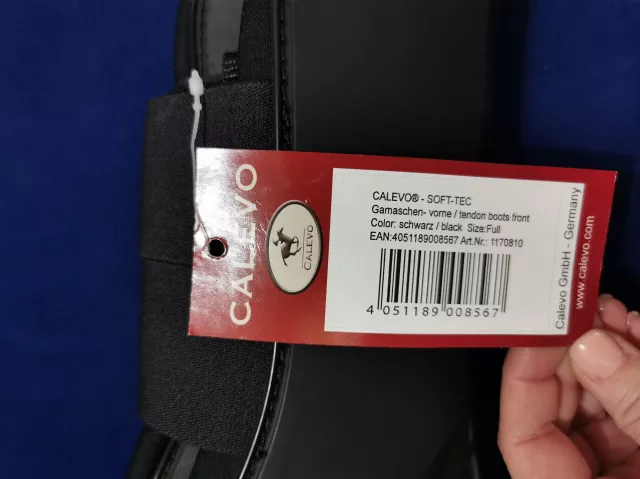 CALEVO
CALEVO
CALEVO® - SOFT-TEC
Gamaschen- vorne / tendon boots front
Color: schwarz / black Size:Full
EAN:4051189008567 Art.Nr.: 1170810
4 051189 008567
Calevo GmbH - Germany
www.calevo.com